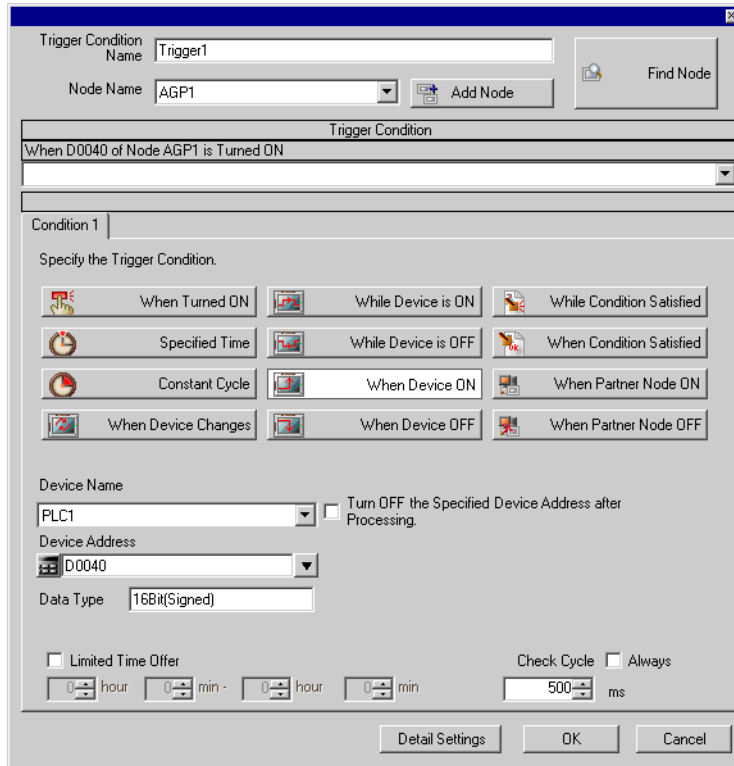 Trigger Condition
Name
Trigger1
Find Node
Node Name
AGP1
Add Node
Trigger Condition
When D0040 of Node AGP1 is Turned ON
Condition 1
Specify the Trigger Condition.
When Turned ON
While Device is ON
While Condition Satisfied
Specified Time
While Device is OFF
When Condition Satisfied
Constant Cycle
When Device ON
When Partner Node ON
When Device Changes
When Device OFF
When Partner Node OFF
Device Name
PLC1
Turn OFF the Specified Device Address after
Processing.
Device Address
D0040
Data Type
16Bit(Signed)
Limited Time Offer
Check Cycle
Always
0 hour 0 min - 0 hour 0 min
500 ms
Detail Settings
OK
Cancel